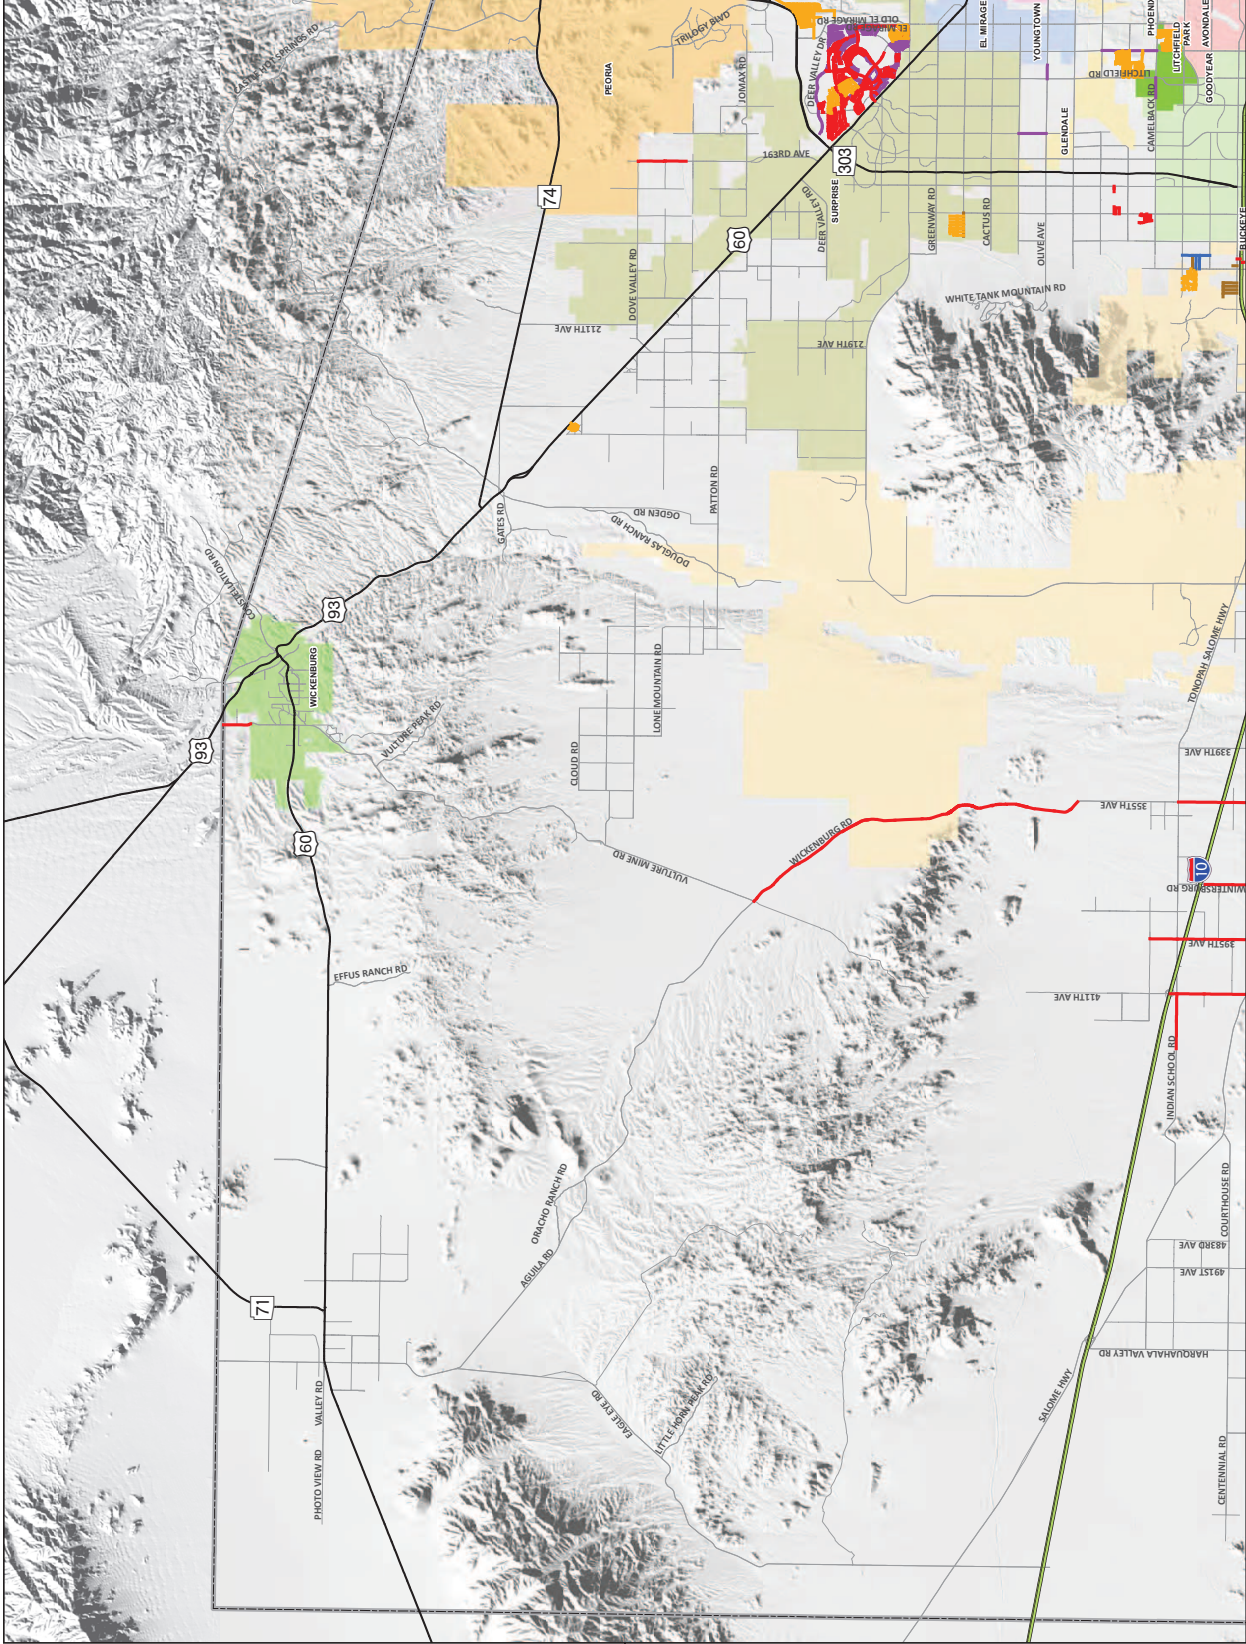 CASTLE HOT SPRINGS RD
TRILOGY BLVD
OLD EL MIRAGE RD
EL MIRAGE RD
EL MIRAGE
YOUNGTOWN
PHOENI
LITCHFIELD
PARK
AVONDALE
PEORIA
JOMAX RD
DEER VALLEY DR
LITCHFIELD RD
CAMELBACK RD
GOODYEAR
GLENDALE
163RD AVE
303
74
SURPRISE
DEER VALLEY RD
60
GREENWAY RD
CACTUS RD
OLIVE AVE
BUCKEYE
DOVE VALLEY RD
WHITE TANK MOUNTAIN RD
211TH AVE
219TH AVE
PATTON RD
GATES RD
OGDEN RD
DOUGLAS RANCH RD
CONSTELLATION RD
93
WICKENBURG
TONOPAH SALOME HWY
LONE MOUNTAIN RD
VULTURE PEAK RD
93
CLOUD RD
339TH AVE
355TH AVE
60
WICKENBURG RD
VULTURE MINE RD
10
WINTERSBURG RD
395TH AVE
EFFUS RANCH RD
411TH AVE
INDIAN SCHOOL RD
ORACHO RANCH RD
COURTHOUSE RD
AGUILA RD
483RD AVE
491ST AVE
71
HARQUAHALA VALLEY RD
VALLEY RD
EAGLE EYE RD
LITTLE HORN PEAK RD
SALOME HWY
PHOTO VIEW RD
CENTENNIAL RD